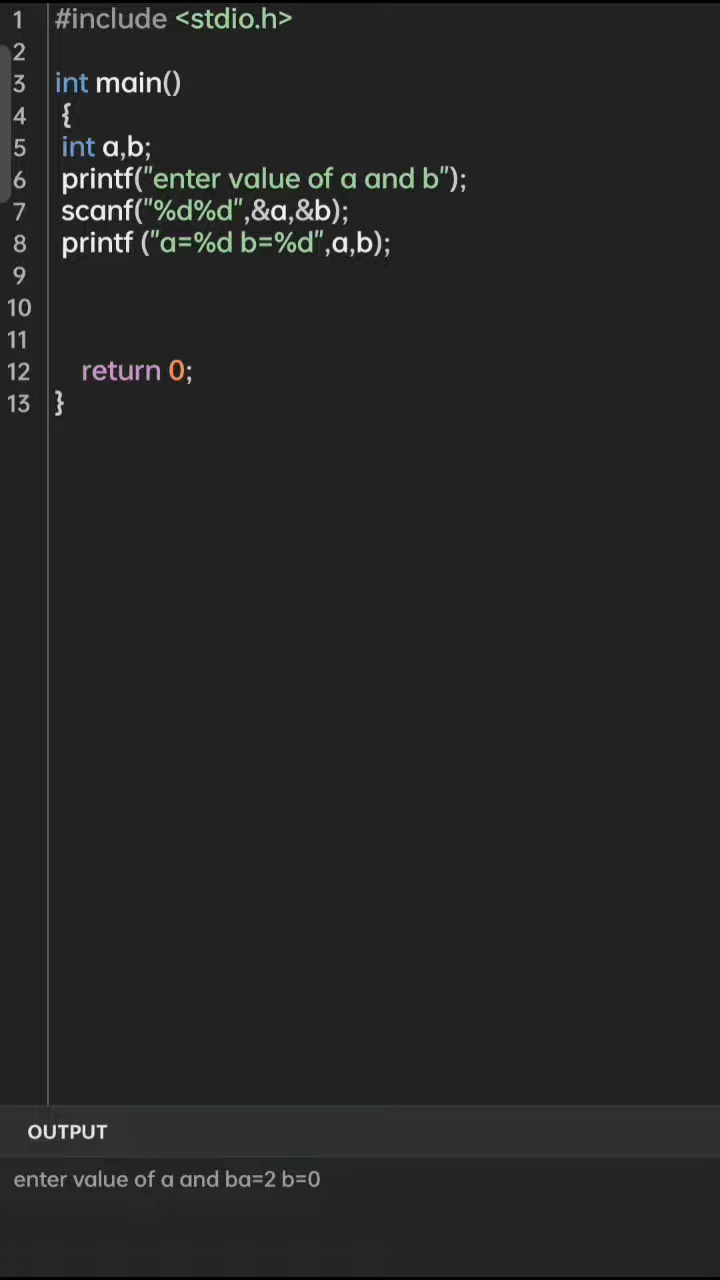 1 #include <stdio.h>
2
3 int main()
4 {
5 int a,b;
6 printf("enter value of a and b");
7 scanf("%d%d",&a,&b);
8 printf ("a=%d b=%d",a,b);
9
10
11
12 return 0;
13 }
OUTPUT
enter value of a and ba=2 b=0